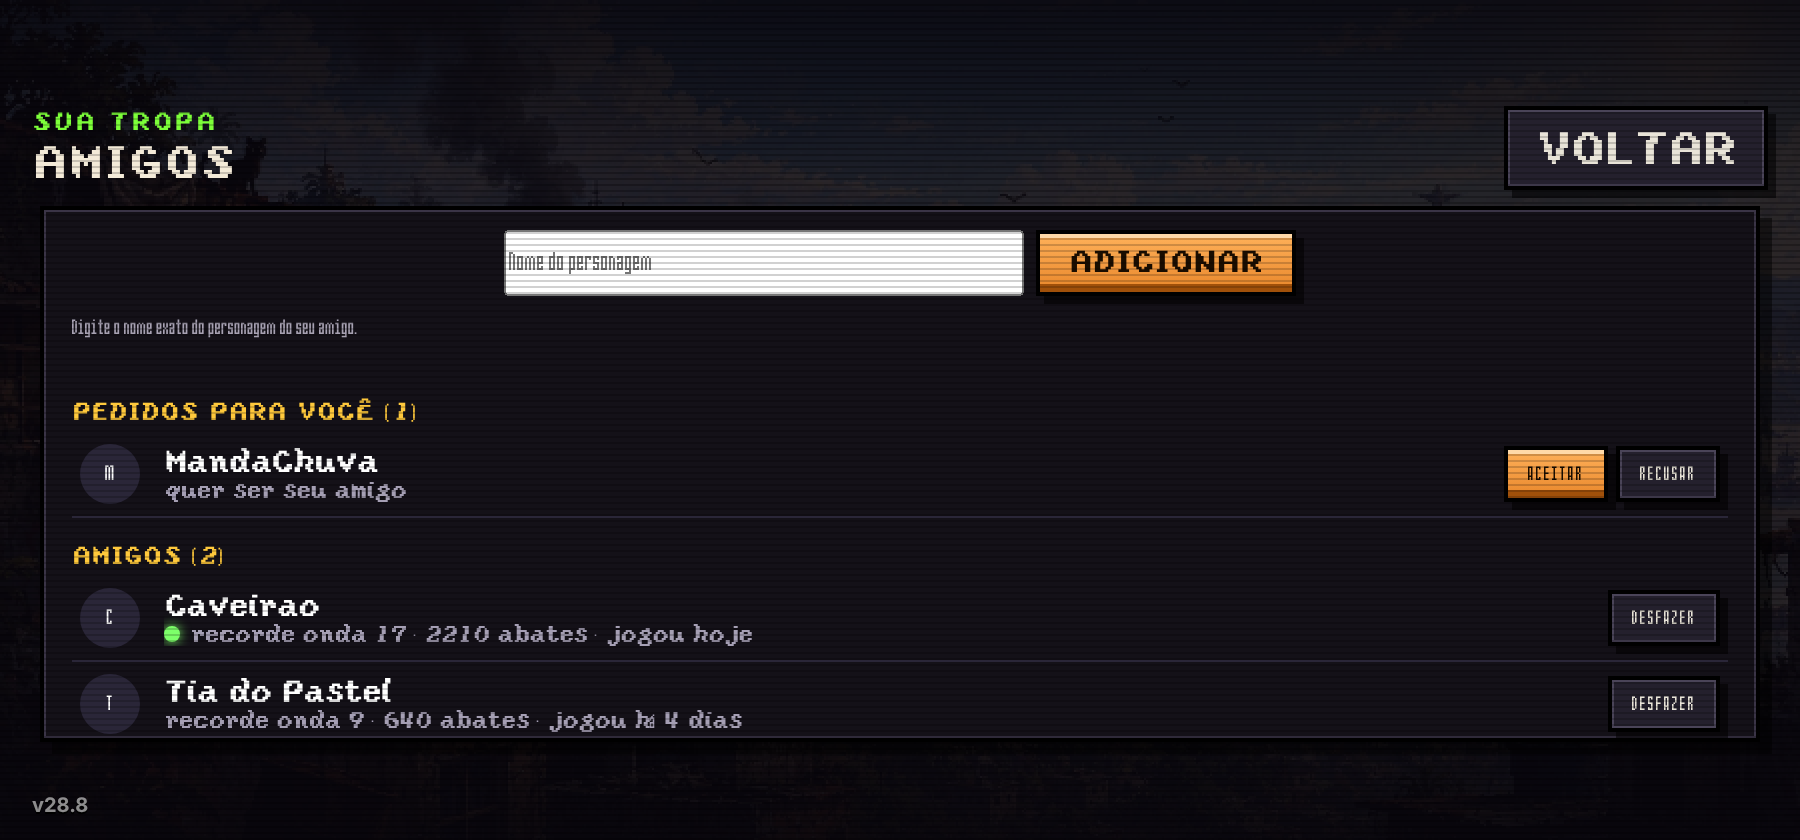 SUA TROPA
AMIGOS
VOLTAR
Nome do personagem
ADICIONAR
Digite o nome exato do personagem do seu amigo.
PEDIDOS PARA VOCÊ (1)
M
MandaChuva
quer ser seu amigo
ACEITAR
RECUSAR
AMIGOS (2)
C
Caveirao
recorde onda 17 · 2210 abates · jogou hoje
DESFAZER
T
Tia do Pastel
recorde onda 9 · 640 abates · jogou há 4 dias
DESFAZER
v28.8